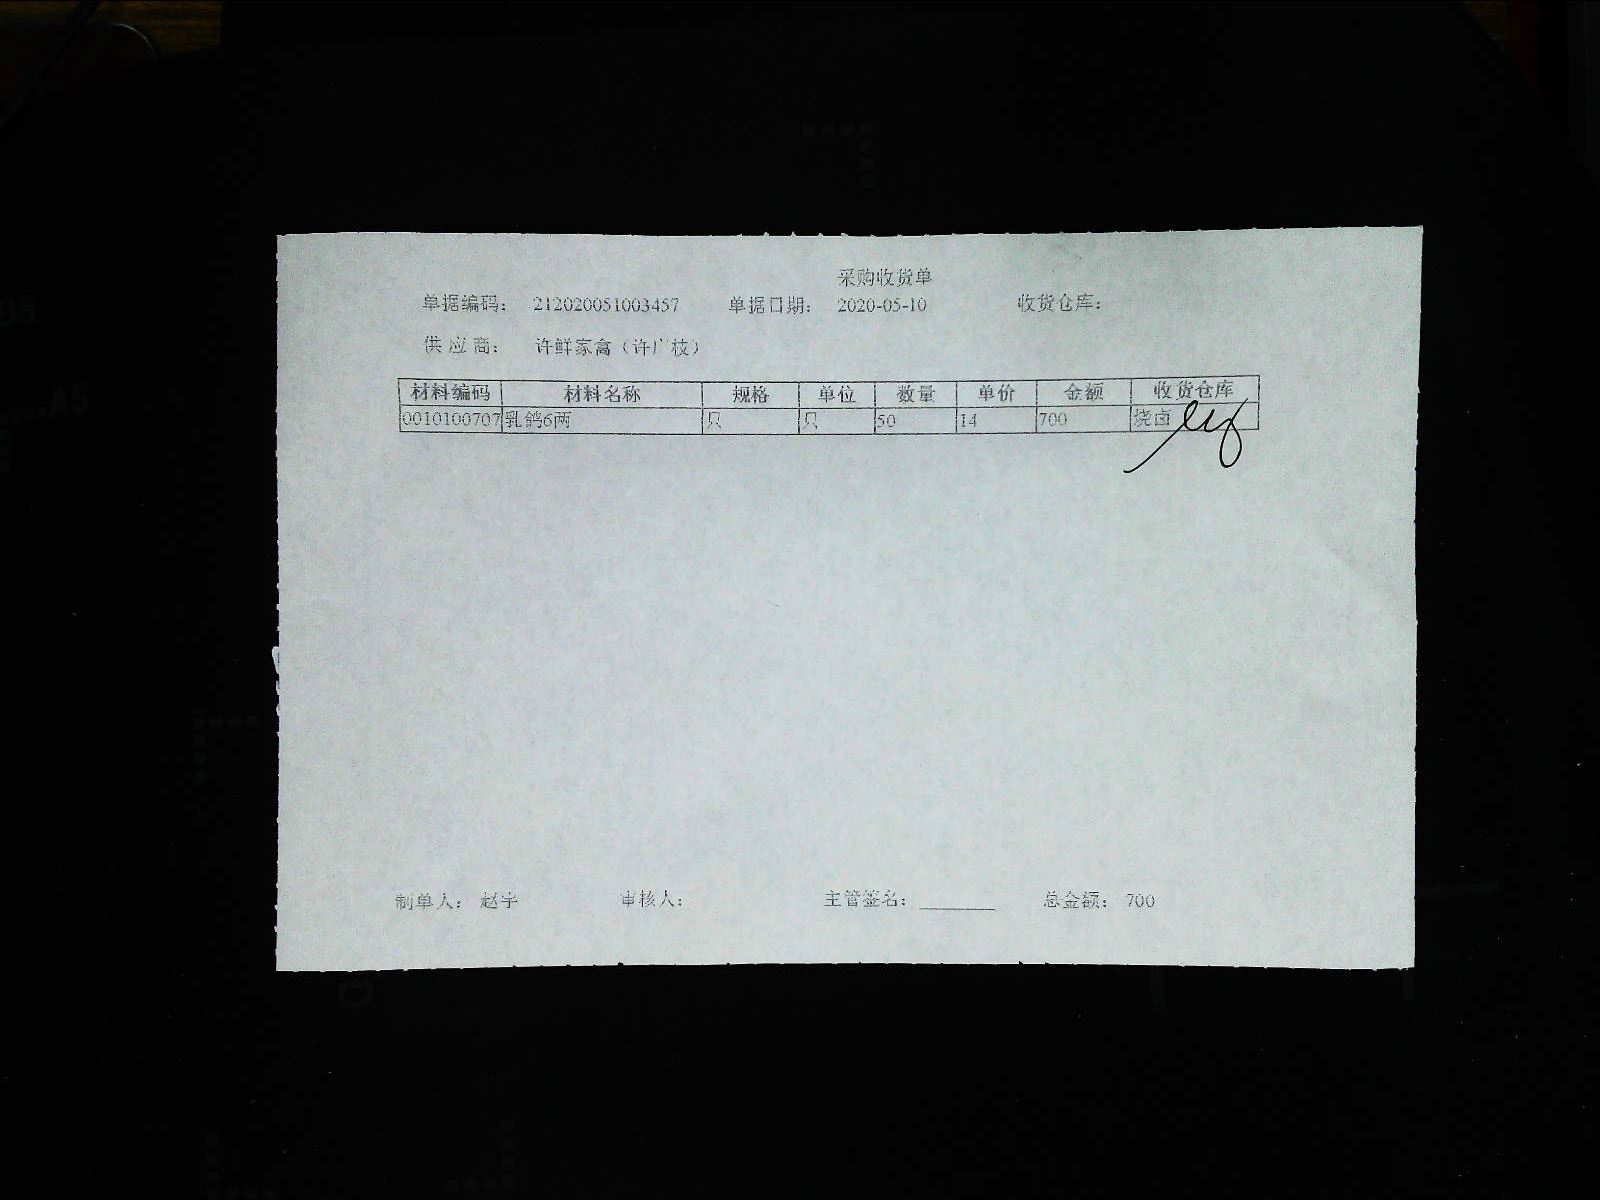 采购收货单
单据编码： 212020051003457 单据日期： 2020-05-10 收货仓库：
供 应 商： 许鲜家禽（许广枝）
材料编码 材料名称 规格 单位 数量 单价 金额 收货仓库
0010100707 乳鸽6两 只 只 50 14 700 烧卤
制单人： 赵宇 审核人： 主管签名： 总金额： 700